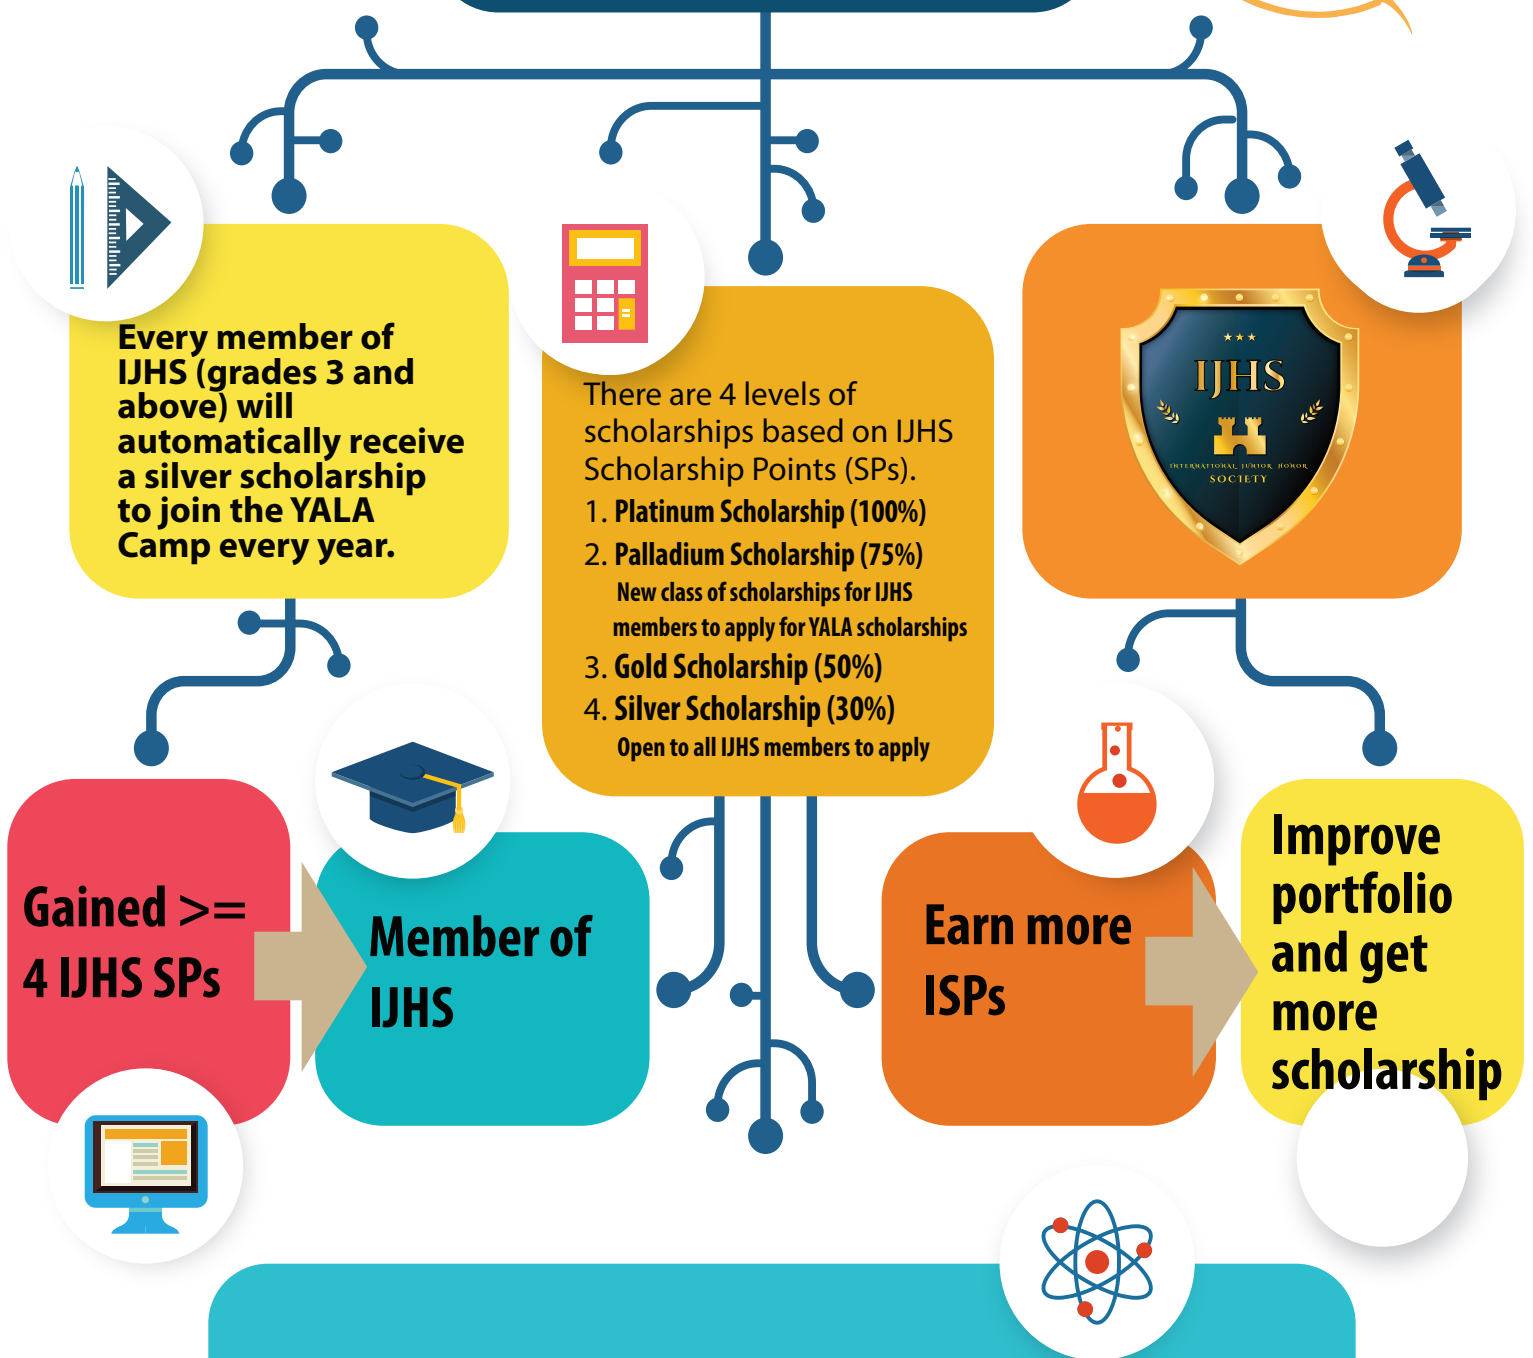 Every member of
IJHS (grades 3 and
above) will
automatically receive
a silver scholarship
to join the YALA
Camp every year.
There are 4 levels of
scholarships based on IJHS
Scholarship Points (SPs).
1. Platinum Scholarship (100%)
2. Palladium Scholarship (75%)
New class of scholarships for IJHS
members to apply for YALA scholarships
3. Gold Scholarship (50%)
4. Silver Scholarship (30%)
Open to all IJHS members to apply
IJHS
INTERNATIONAL JUNIOR HONOR
SOCIETY
Gained >=
4 IJHS SPs
Member of
IJHS
Earn more
ISPs
Improve
portfolio
and get
more
scholarship